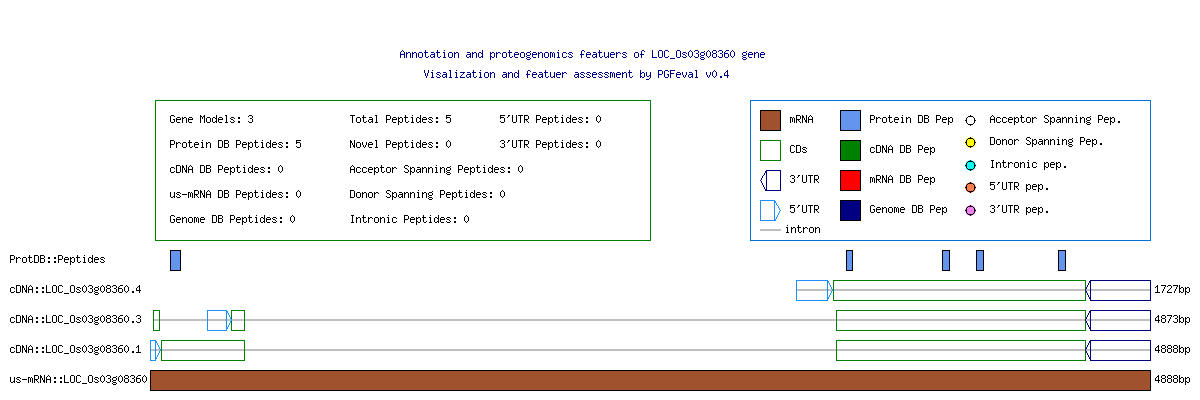 Annotation and proteogenomics featuers of LOC_Os03g08360 gene
Visalization and featuer assessment by PGFeval v0.4
Gene Models: 3 Total Peptides: 5 5'UTR Peptides: 0
Protein DB Peptides: 5 Novel Peptides: 0 3'UTR Peptides: 0
cDNA DB Peptides: 0 Acceptor Spanning Peptides: 0
us-mRNA DB Peptides: 0 Donor Spanning Peptides: 0
Genome DB Peptides: 0 Intronic Peptides: 0
mRNA Protein DB Pep Acceptor Spanning Pep.
CDs cDNA DB Pep Donor Spanning Pep.
3'UTR mRNA DB Pep Intronic pep.
5'UTR Genome DB Pep 5'UTR pep.
intron 3'UTR pep.
ProtDB::Peptides
cDNA::LOC_Os03g08360.4 1727bp
cDNA::LOC_Os03g08360.3 4873bp
cDNA::LOC_Os03g08360.1 4888bp
us-mRNA::LOC_Os03g08360 4888bp